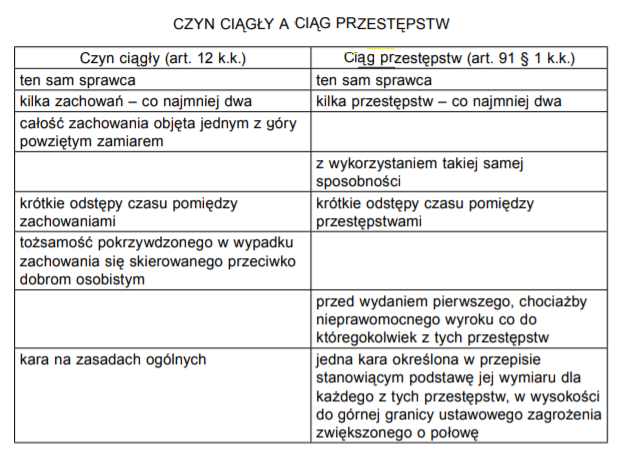 CZYN CIĄGŁY A CIĄG PRZESTĘPSTW
Czyn ciągły (art. 12 k.k.)
Ciąg przestępstw (art. 91 § 1 k.k.)
ten sam sprawca
ten sam sprawca
kilka zachowań – co najmniej dwa
kilka przestępstw – co najmniej dwa
całość zachowania objęta jednym z góry
powziętym zamiarem
z wykorzystaniem takiej samej
sposobności
krótkie odstępy czasu pomiędzy
zachowaniami
krótkie odstępy czasu pomiędzy
przestępstwami
tożsamość pokrzywdzonego w wypadku
zachowania się skierowanego przeciwko
dobrom osobistym
przed wydaniem pierwszego, chociażby
nieprawomocnego wyroku co do
któregokolwiek z tych przestępstw
kara na zasadach ogólnych
jedna kara określona w przepisie
stanowiącym podstawę jej wymiaru dla
każdego z tych przestępstw, w wysokości
do górnej granicy ustawowego zagrożenia
zwiększonego o połowę